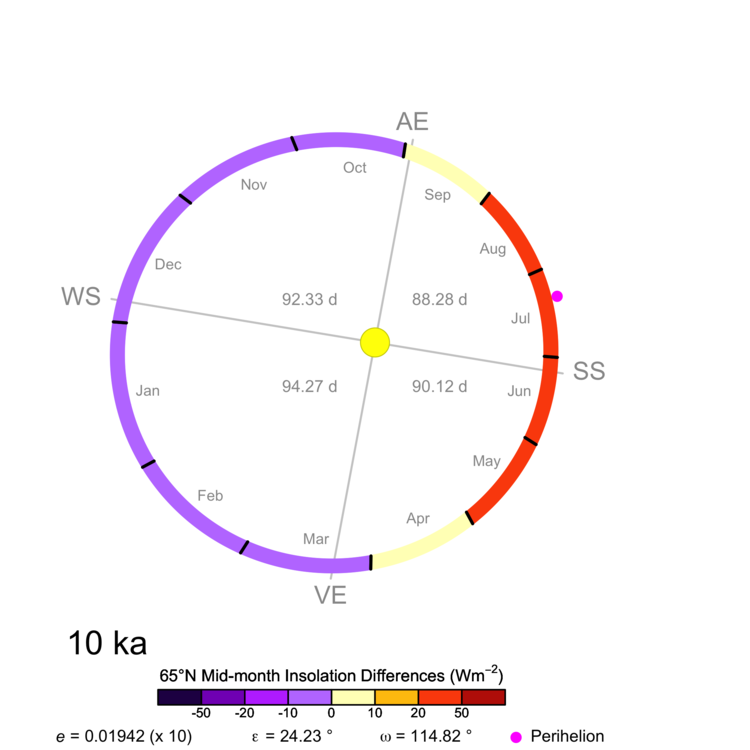 AE
Oct
Sep
Nov
Aug
Dec
WS
92.33 d
88.28 d
Jul
SS
94.27 d
90.12 d
Jun
Jan
May
Feb
Apr
Mar
VE
10 ka
65°N Mid-month Insolation Differences (Wm⁻²)
-50 -20 -10 0 10 20 50
e = 0.01942 (x 10) ε = 24.23 ° ω = 114.82 ° Perihelion